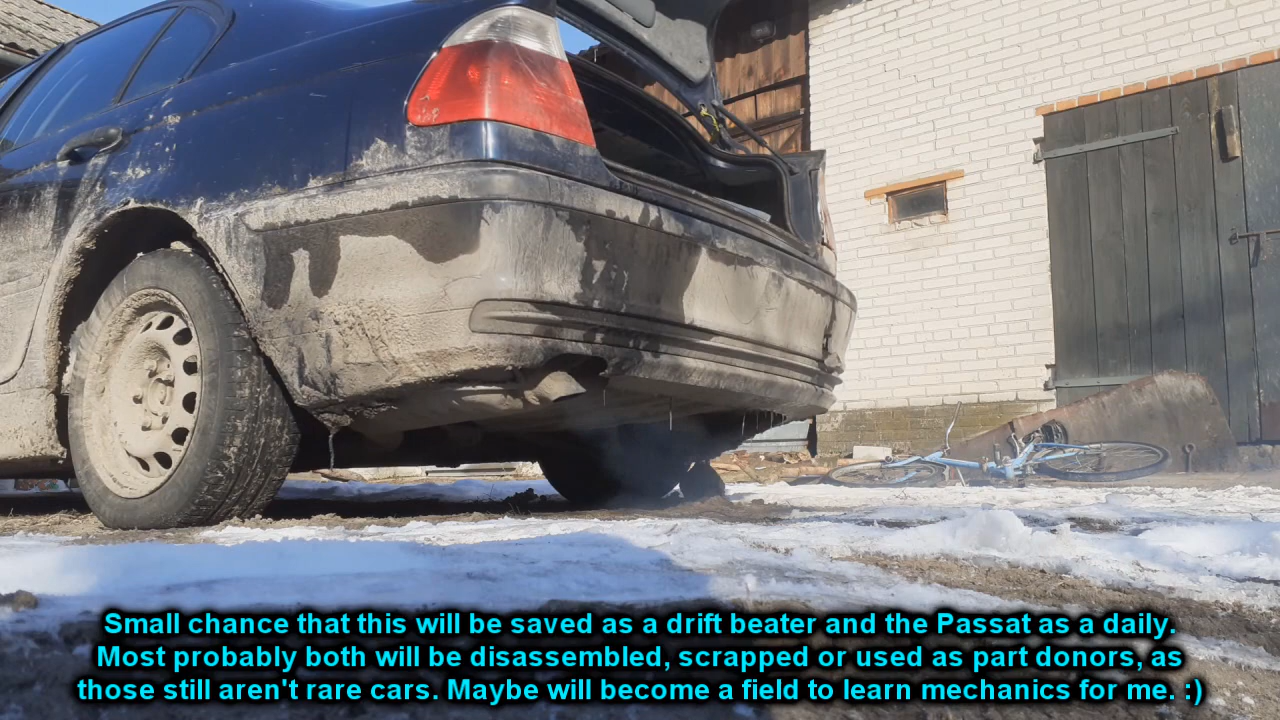 Small chance that this will be saved as a drift beater and the Passat as a daily.
Most probably both will be disassembled, scrapped or used as part donors, as
those still aren't rare cars. Maybe will become a field to learn mechanics for me. :)